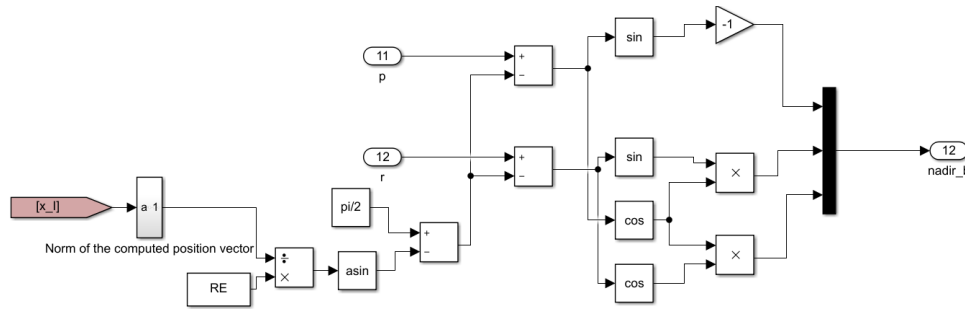 sin
-1
11
+
−
p
12
+
−
r
sin
×
12
nadir_b
[x_I]
a 1
pi/2
cos
+
−
×
Norm of the computed position vector
÷
×
asin
cos
RE